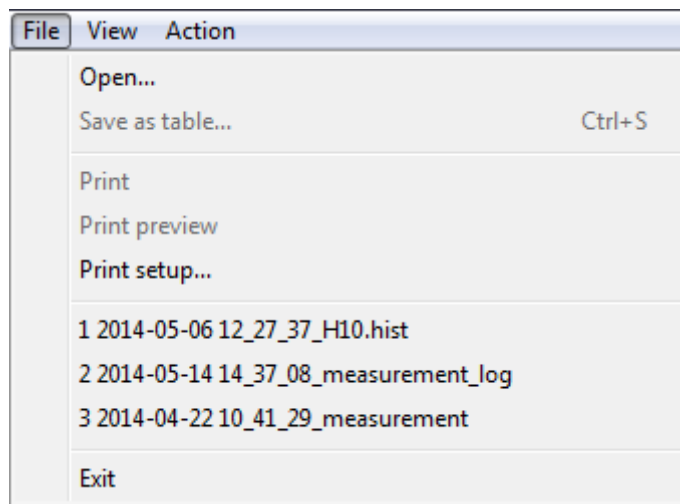 File View Action
Open...
Save as table... Ctrl+S
Print
Print preview
Print setup...
1 2014-05-06 12_27_37_H10.hist
2 2014-05-14 14_37_08_measurement_log
3 2014-04-22 10_41_29_measurement
Exit